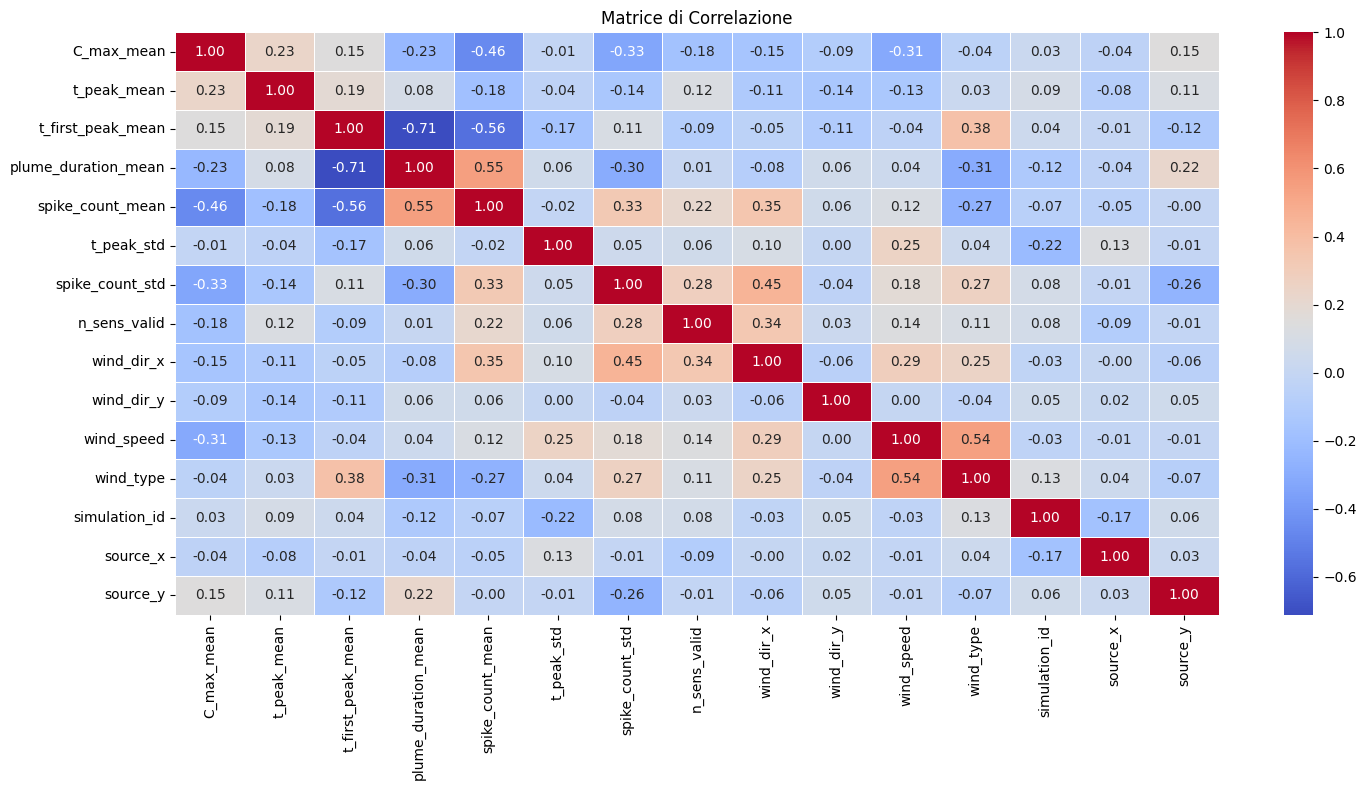 Matrice di Correlazione
C_max_mean 1.00 0.23 0.15 -0.23 -0.46 -0.01 -0.33 -0.18 -0.15 -0.09 -0.31 -0.04 0.03 -0.04 0.15
t_peak_mean 0.23 1.00 0.19 0.08 -0.18 -0.04 -0.14 0.12 -0.11 -0.14 -0.13 0.03 0.09 -0.08 0.11
t_first_peak_mean 0.15 0.19 1.00 -0.71 -0.56 -0.17 0.11 -0.09 -0.05 -0.11 -0.04 0.38 0.04 -0.01 -0.12
plume_duration_mean -0.23 0.08 -0.71 1.00 0.55 0.06 -0.30 0.01 -0.08 0.06 0.04 -0.31 -0.12 -0.04 0.22
spike_count_mean -0.46 -0.18 -0.56 0.55 1.00 -0.02 0.33 0.22 0.35 0.06 0.12 -0.27 -0.07 -0.05 -0.00
t_peak_std -0.01 -0.04 -0.17 0.06 -0.02 1.00 0.05 0.06 0.10 0.00 0.25 0.04 -0.22 0.13 -0.01
spike_count_std -0.33 -0.14 0.11 -0.30 0.33 0.05 1.00 0.28 0.45 -0.04 0.18 0.27 0.08 -0.01 -0.26
n_sens_valid -0.18 0.12 -0.09 0.01 0.22 0.06 0.28 1.00 0.34 0.03 0.14 0.11 0.08 -0.09 -0.01
wind_dir_x -0.15 -0.11 -0.05 -0.08 0.35 0.10 0.45 0.34 1.00 -0.06 0.29 0.25 -0.03 -0.00 -0.06
wind_dir_y -0.09 -0.14 -0.11 0.06 0.06 0.00 -0.04 0.03 -0.06 1.00 0.00 -0.04 0.05 0.02 0.05
wind_speed -0.31 -0.13 -0.04 0.04 0.12 0.25 0.18 0.14 0.29 0.00 1.00 0.54 -0.03 -0.01 -0.01
wind_type -0.04 0.03 0.38 -0.31 -0.27 0.04 0.27 0.11 0.25 -0.04 0.54 1.00 0.13 0.04 -0.07
simulation_id 0.03 0.09 0.04 -0.12 -0.07 -0.22 0.08 0.08 -0.03 0.05 -0.03 0.13 1.00 -0.17 0.06
source_x -0.04 -0.08 -0.01 -0.04 -0.05 0.13 -0.01 -0.09 -0.00 0.02 -0.01 0.04 -0.17 1.00 0.03
source_y 0.15 0.11 -0.12 0.22 -0.00 -0.01 -0.26 -0.01 -0.06 0.05 -0.01 -0.07 0.06 0.03 1.00
C_max_mean
t_peak_mean
t_first_peak_mean
plume_duration_mean
spike_count_mean
t_peak_std
spike_count_std
n_sens_valid
wind_dir_x
wind_dir_y
wind_speed
wind_type
simulation_id
source_x
source_y
1.0
0.8
0.6
0.4
0.2
0.0
−0.2
−0.4
−0.6